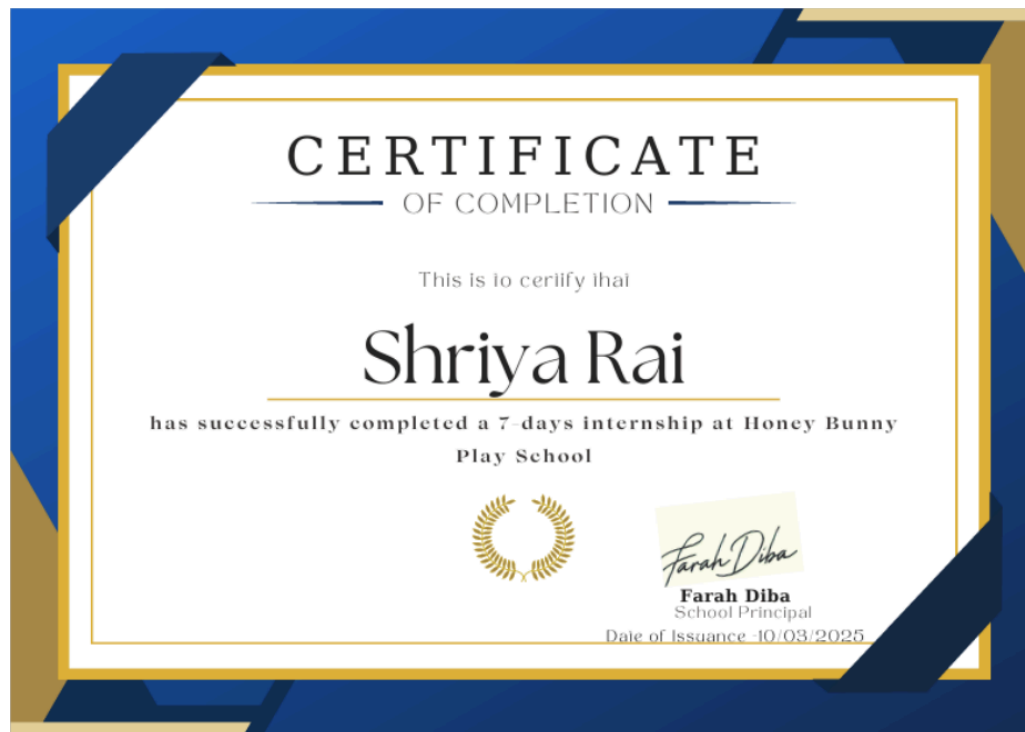 CERTIFICATE
OF COMPLETION
This is to certify that
Shriya Rai
has successfully completed a 7-days internship at Honey Bunny
Play School
Farah Diba
Farah Diba
School Principal
Date of Issuance -10/03/2025